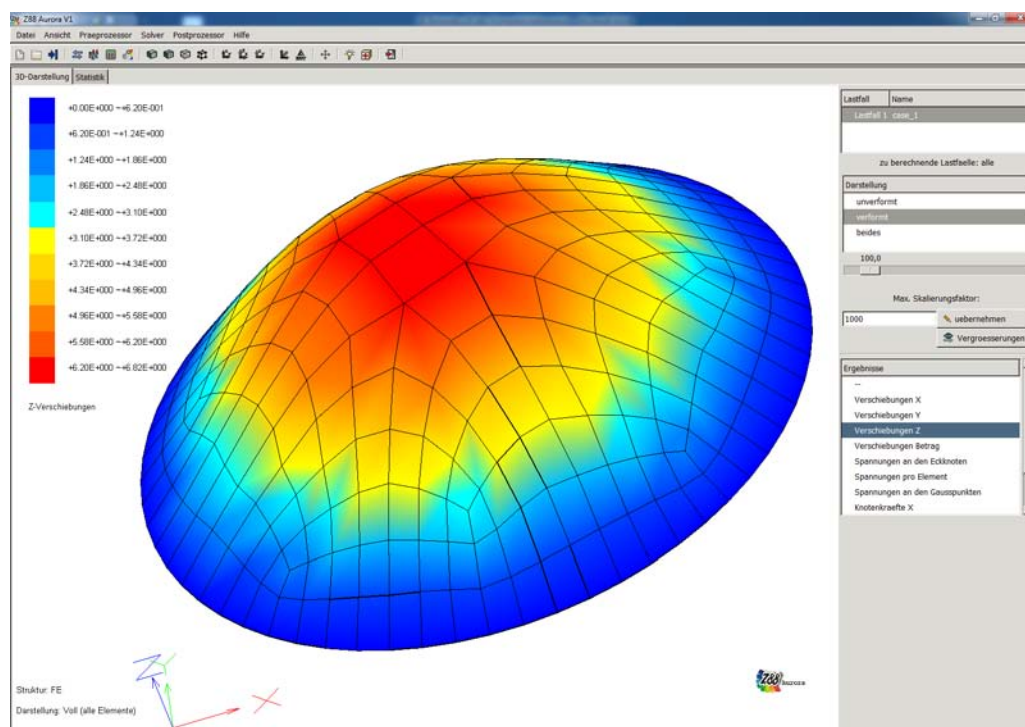 Z88 Aurora V1
Datei Ansicht Praeprozessor Solver Postprozessor Hilfe
3D-Darstellung Statistik
+0.00E+000 ~+6.20E-001
+6.20E-001 ~+1.24E+000
+1.24E+000 ~+1.86E+000
+1.86E+000 ~+2.48E+000
+2.48E+000 ~+3.10E+000
+3.10E+000 ~+3.72E+000
+3.72E+000 ~+4.34E+000
+4.34E+000 ~+4.96E+000
+4.96E+000 ~+5.58E+000
+5.58E+000 ~+6.20E+000
+6.20E+000 ~+6.82E+000
Z-Verschiebungen
Z Y X
Struktur: FE
Darstellung: Voll (alle Elemente)
Z88 AURORA
Lastfall Name
Lastfall 1 case_1
zu berechnende Lastfaelle: alle
Darstellung
unverformt
verformt
beides
100,0
Max. Skalierungsfaktor:
1000 uebernehmen
Vergroesserungen
Ergebnisse
--
Verschiebungen X
Verschiebungen Y
Verschiebungen Z
Verschiebungen Betrag
Spannungen an den Eckknoten
Spannungen pro Element
Spannungen an den Gausspunkten
Knotenkraefte X